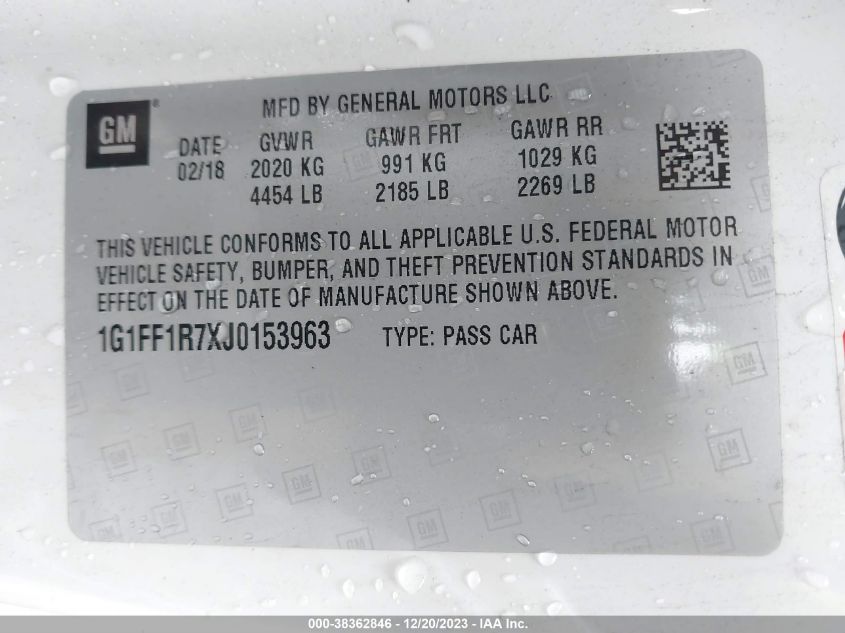 GM ®
MFD BY GENERAL MOTORS LLC
DATE GVWR GAWR FRT GAWR RR
02/18 2020 KG 991 KG 1029 KG
4454 LB 2185 LB 2269 LB
THIS VEHICLE CONFORMS TO ALL APPLICABLE U.S. FEDERAL MOTOR
VEHICLE SAFETY, BUMPER, AND THEFT PREVENTION STANDARDS IN
EFFECT ON THE DATE OF MANUFACTURE SHOWN ABOVE.
1G1FF1R7XJ0153963 TYPE: PASS CAR
000-38362846 - 12/20/2023 - IAA Inc.